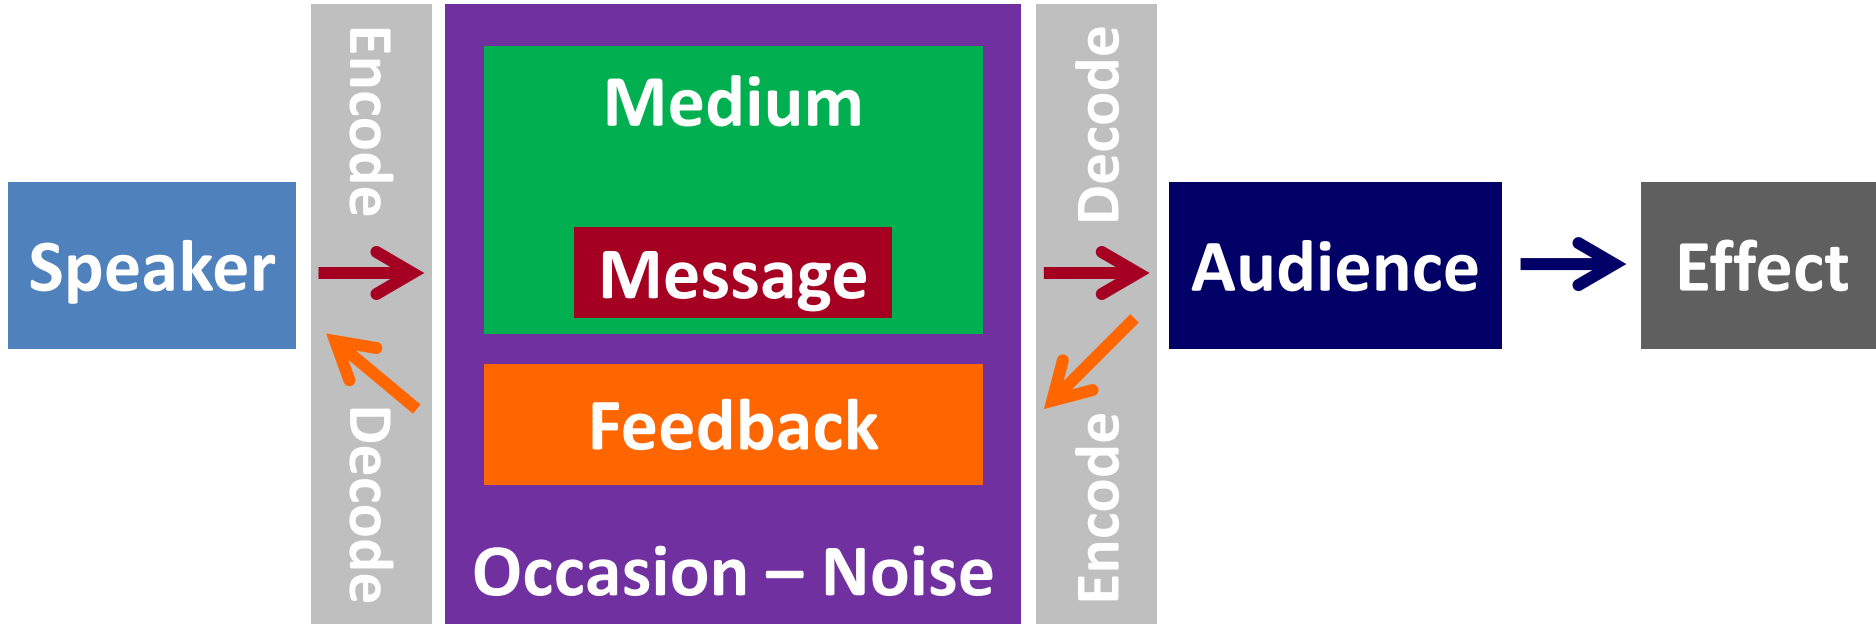 Speaker
Encode
Decode
Medium
Message
Feedback
Occasion – Noise
Decode
Encode
Audience
Effect